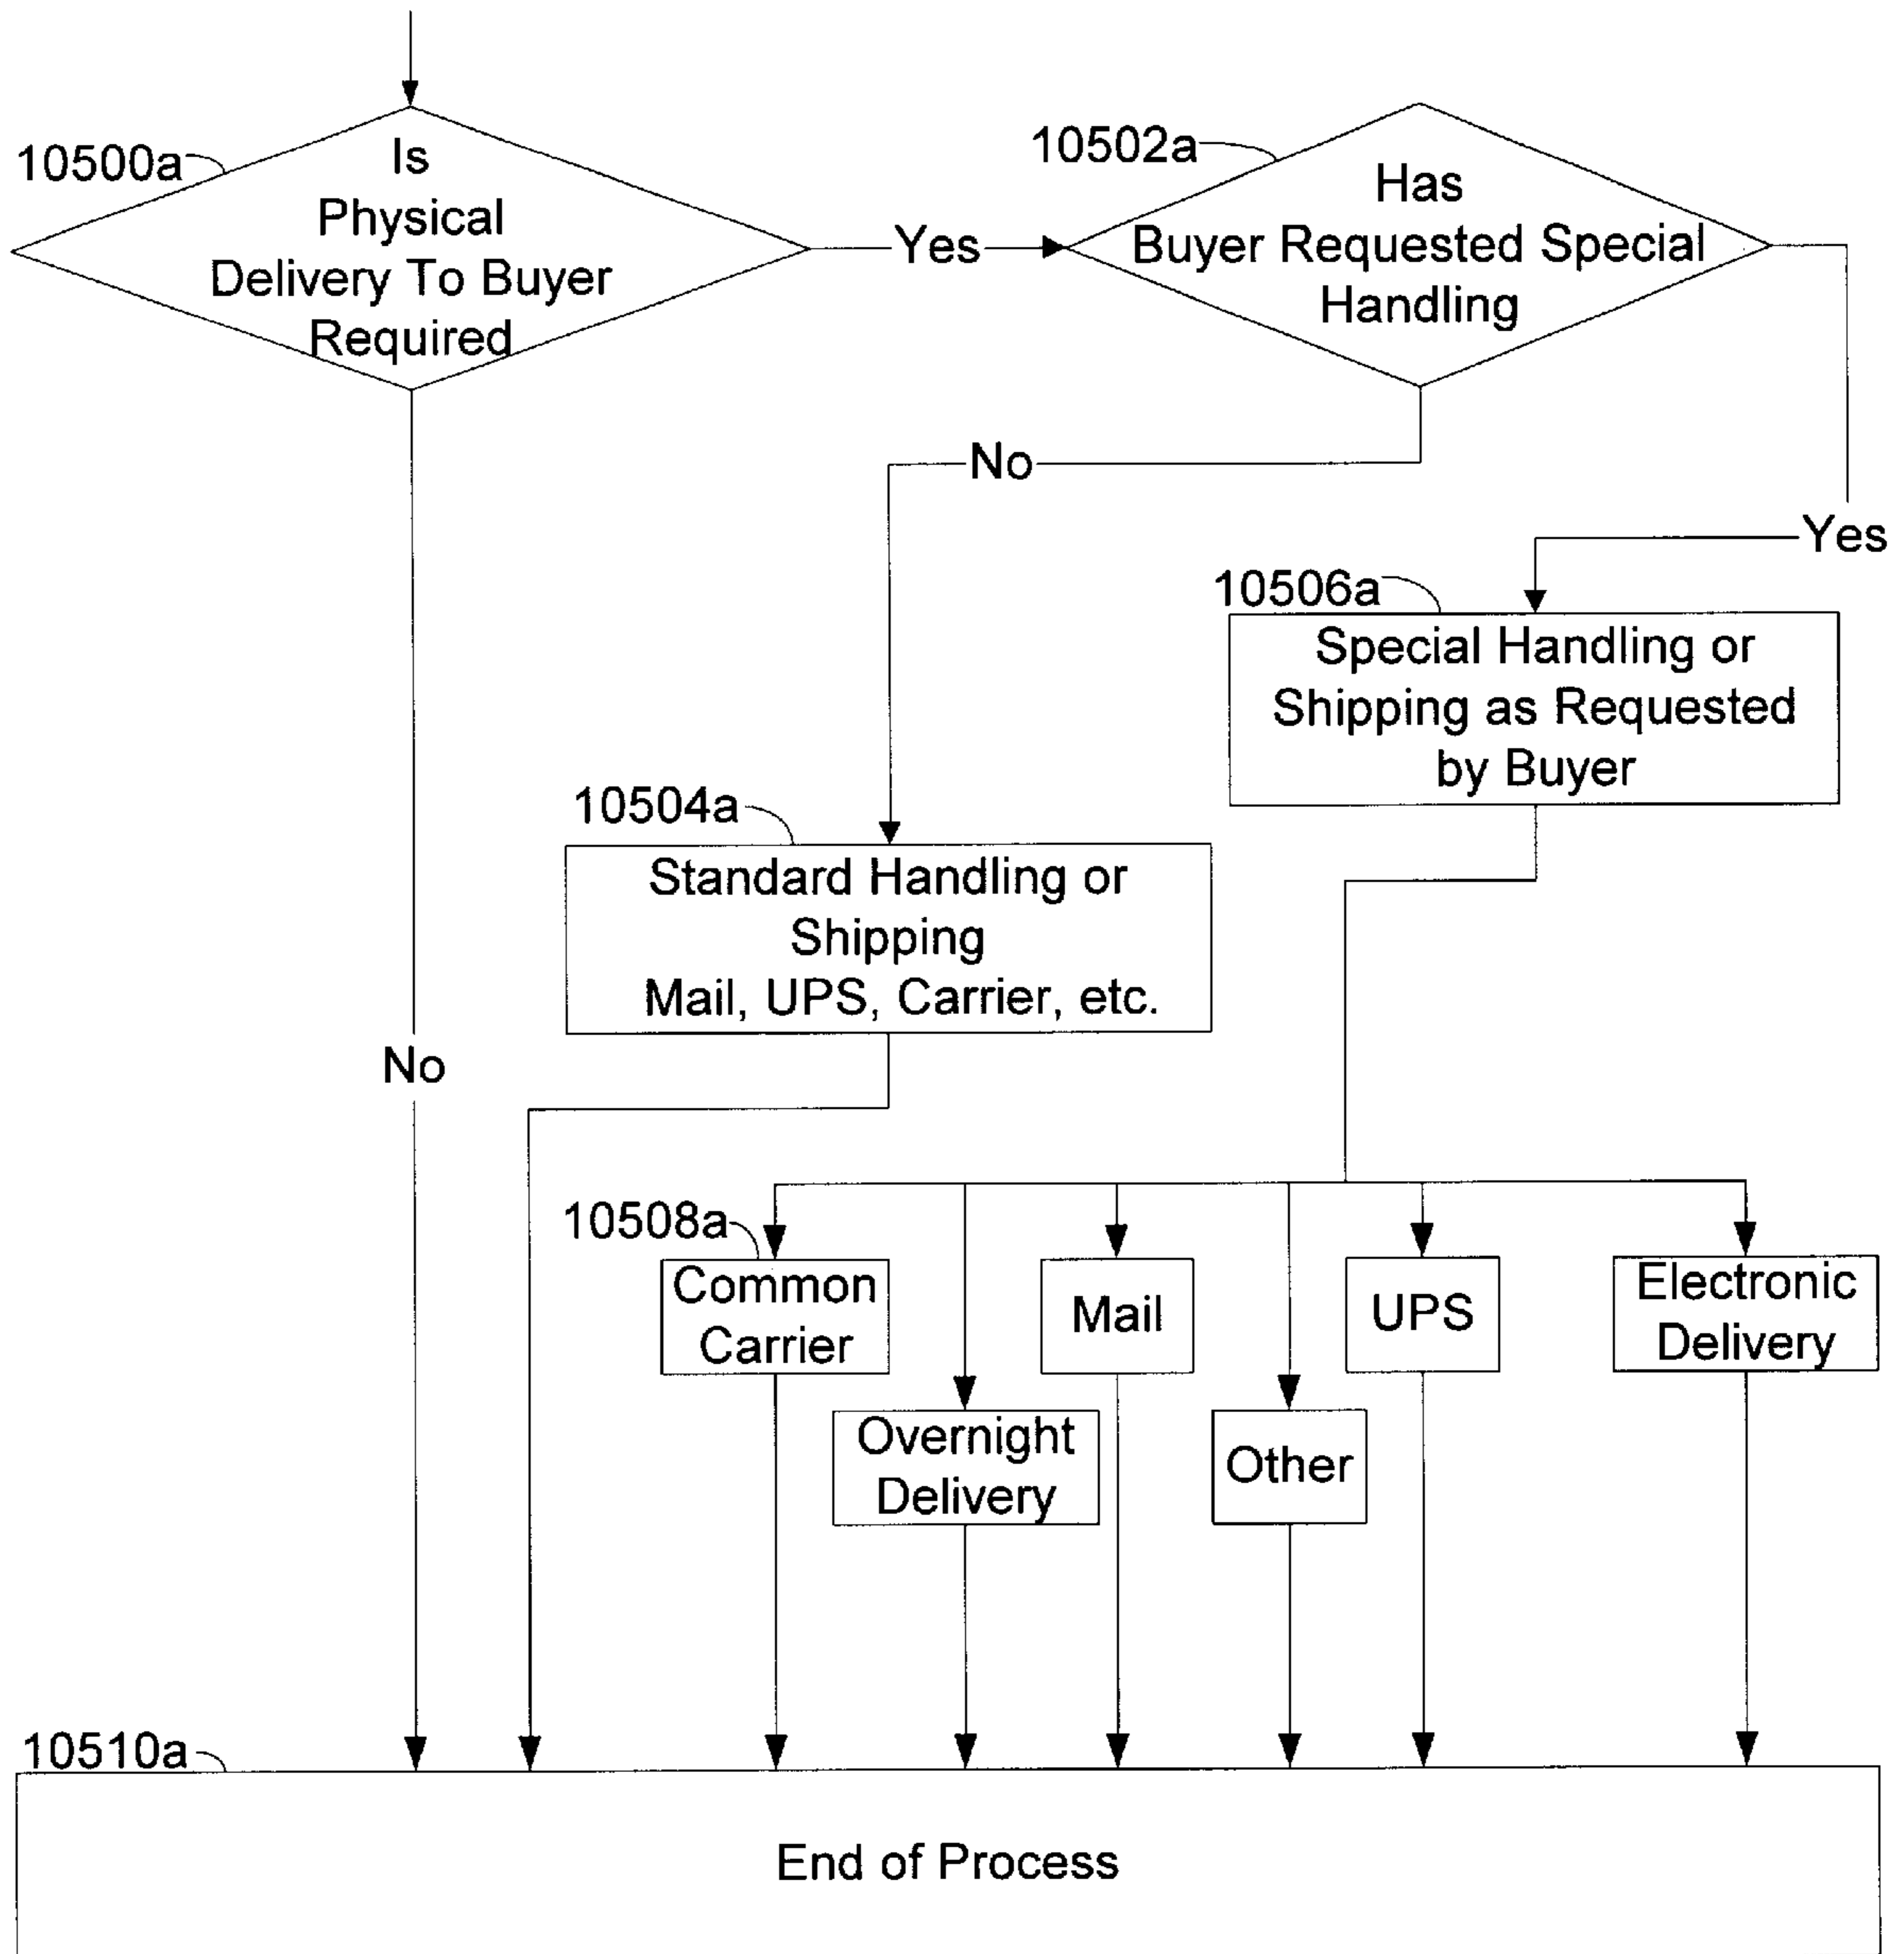 10500a
Is
Physical
Delivery To Buyer
Required
Yes
10502a
Has
Buyer Requested Special
Handling
No
Yes
10506a
Special Handling or
Shipping as Requested
by Buyer
10504a
Standard Handling or
Shipping
Mail, UPS, Carrier, etc.
No
10508a
Common
Carrier
Mail
UPS
Electronic
Delivery
Overnight
Delivery
Other
10510a
End of Process